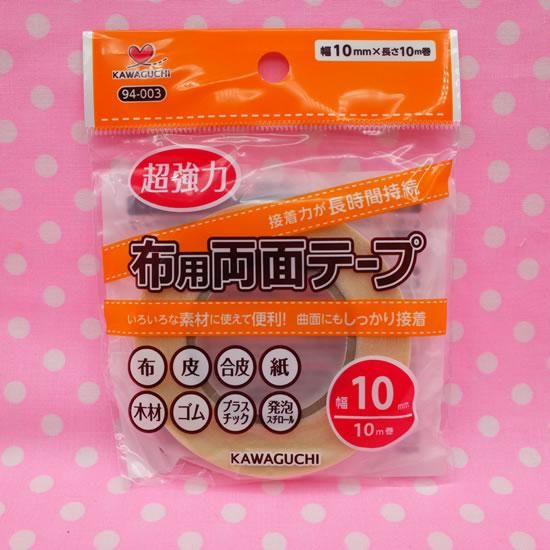 KAWAGUCHI
94-003
幅10mm×長さ10m巻
超強力
接着力が長時間持続
布用両面テープ
いろいろな素材に使えて便利! 曲面にもしっかり接着
布 皮 合皮 紙
木材 ゴム プラスチック 発泡スチロール
幅10mm
10m巻
KAWAGUCHI